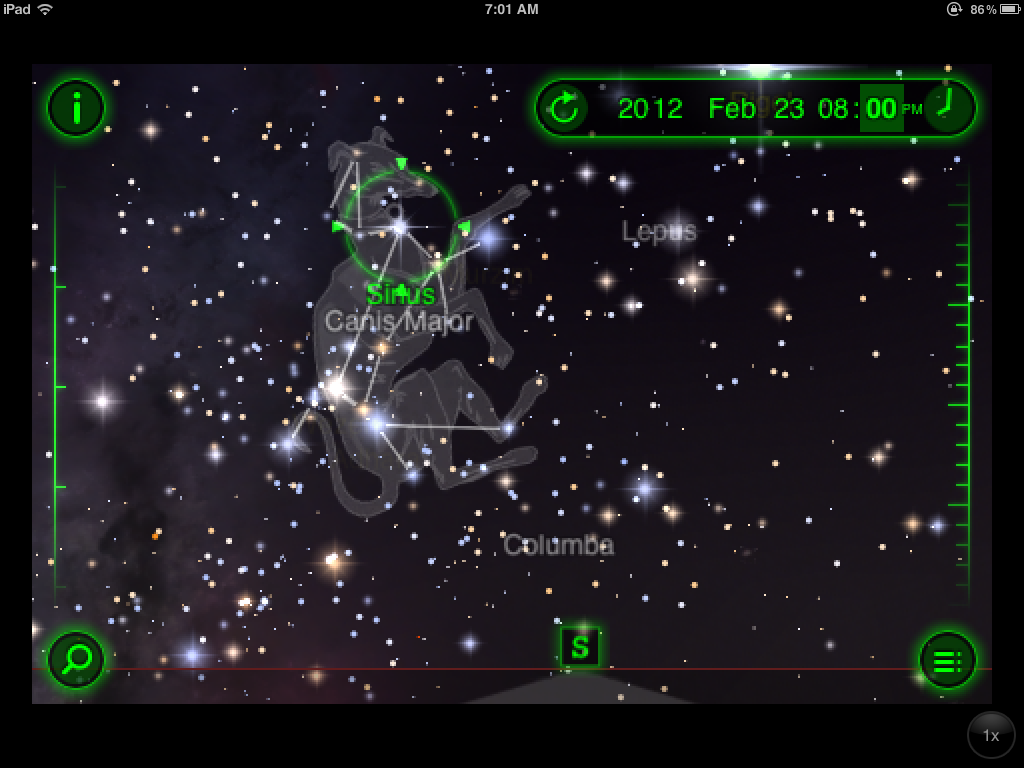 iPad 7:01 AM 86%
i
2012 Feb 23 08:00 PM
Lepus
Sirius
Canis Major
Columba
S
1x